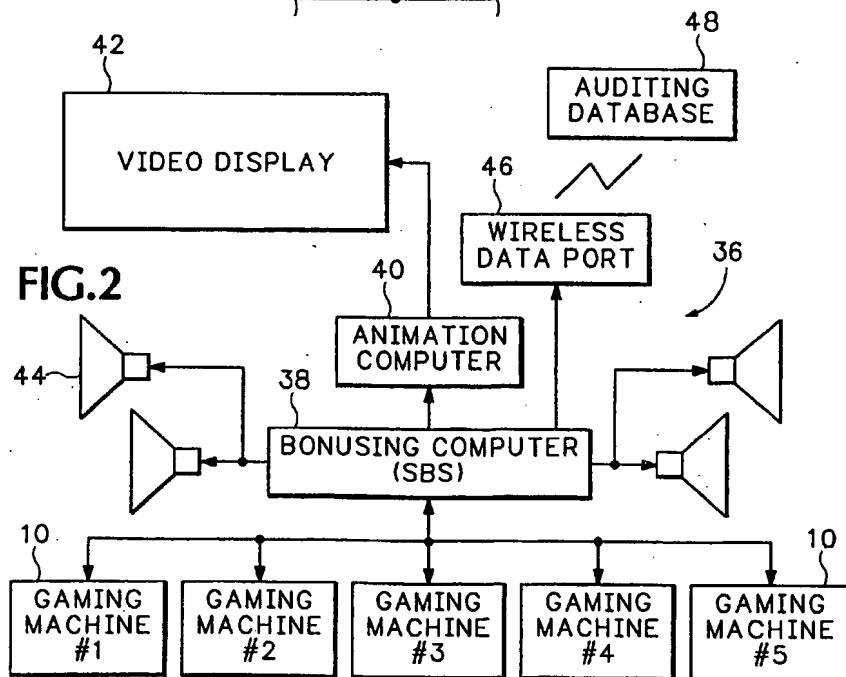 42
48
AUDITING
DATABASE
VIDEO DISPLAY
46
WIRELESS
DATA PORT
36
FIG.2
40
ANIMATION
COMPUTER
44
38
BONUSING COMPUTER
(SBS)
10
10
GAMING
MACHINE
#1
GAMING
MACHINE
#2
GAMING
MACHINE
#3
GAMING
MACHINE
#4
GAMING
MACHINE
#5